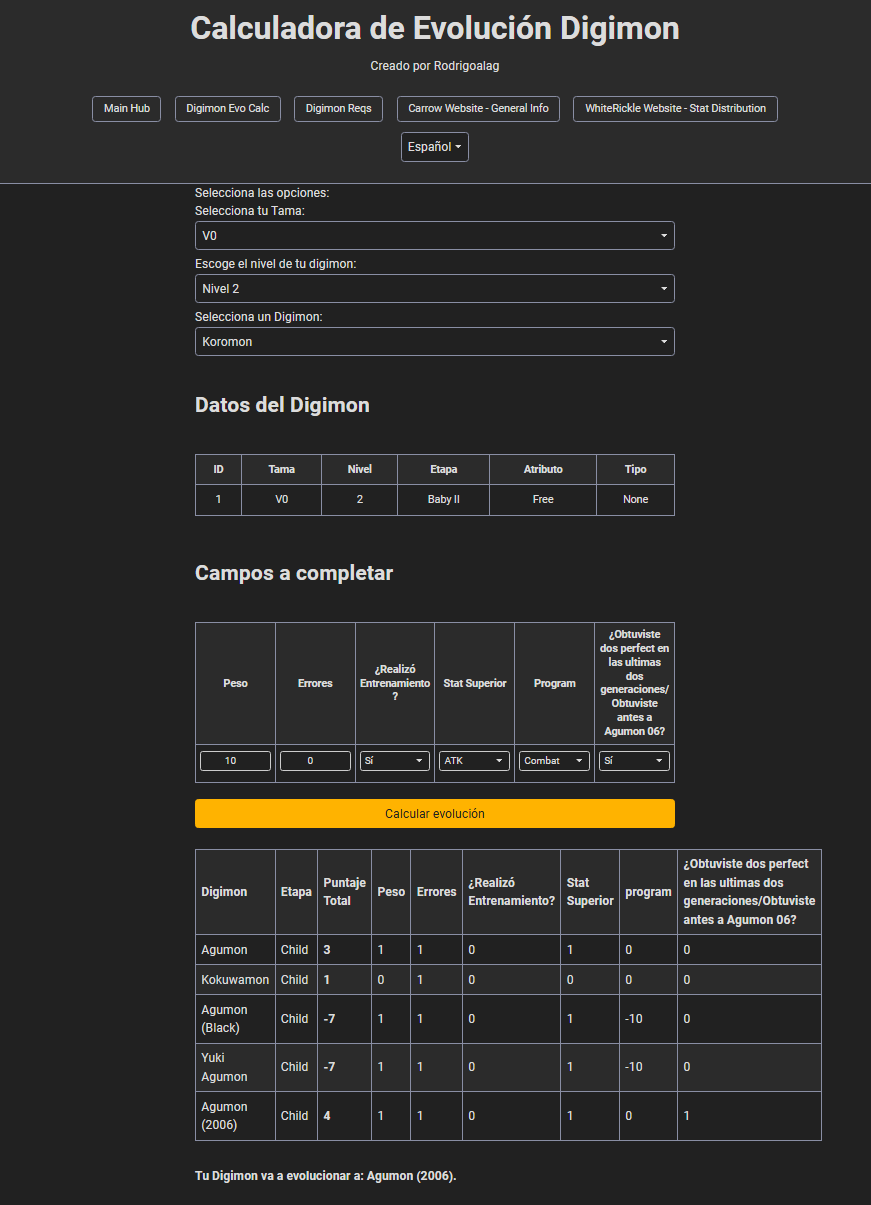 Calculadora de Evolución Digimon
Creado por Rodrigoalag
Main Hub Digimon Evo Calc Digimon Reqs Carrow Website - General Info WhiteRickle Website - Stat Distribution
Español
Selecciona las opciones:
Selecciona tu Tama:
V0
Escoge el nivel de tu digimon:
Nivel 2
Selecciona un Digimon:
Koromon
Datos del Digimon
ID Tama Nivel Etapa Atributo Tipo
1 V0 2 Baby II Free None
Campos a completar
Peso Errores ¿Realizó Entrenamiento ? Stat Superior Program ¿Obtuviste dos perfect en las ultimas dos generaciones/ Obtuviste antes a Agumon 06?
10 0 Sí ATK Combat Sí
Calcular evolución
Digimon Etapa Puntaje Total Peso Errores ¿Realizó Entrenamiento? Stat Superior program ¿Obtuviste dos perfect en las ultimas dos generaciones/Obtuviste antes a Agumon 06?
Agumon Child 3 1 1 0 1 0 0
Kokuwamon Child 1 0 1 0 0 0 0
Agumon (Black) Child -7 1 1 0 1 -10 0
Yuki Agumon Child -7 1 1 0 1 -10 0
Agumon (2006) Child 4 1 1 0 1 0 1
Tu Digimon va a evolucionar a: Agumon (2006).